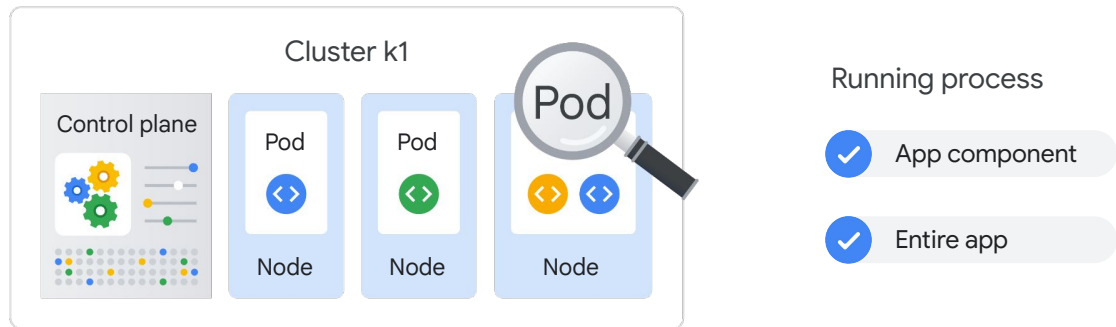 Cluster k1
Control plane
Pod
Node
Pod
Node
Pod
Node
Running process
App component
Entire app